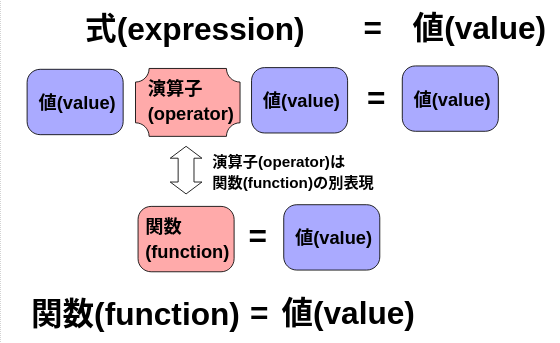 式(expression) = 値(value)
値(value) 演算子 (operator) 値(value) = 値(value)
演算子(operator)は
関数(function)の別表現
関数 (function) = 値(value)
関数(function) = 値(value)